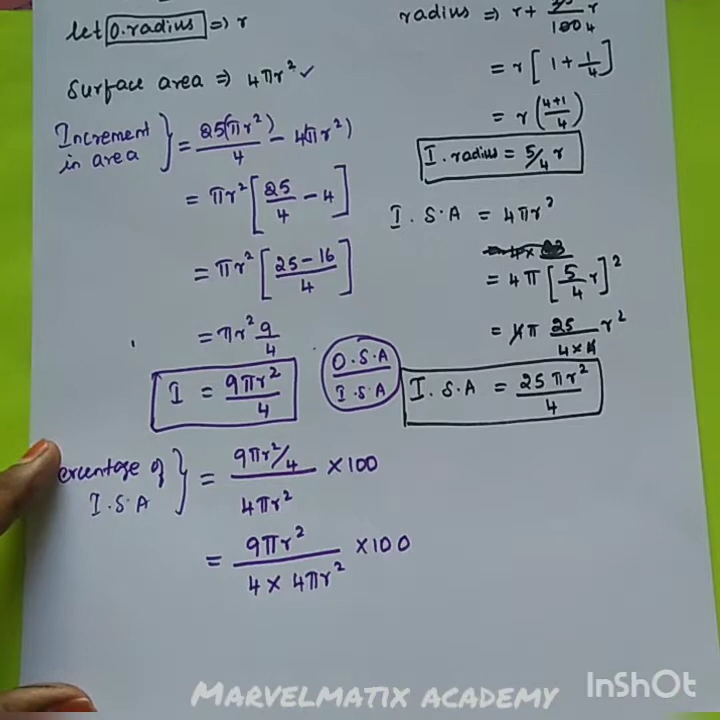 let O.radius ⇒ r
Surface area ⇒ 4πr² ✓
Increment in area } = 25(πr²)/4 − 4(πr²)
= πr² [25/4 − 4]
= πr² [(25−16)/4]
= πr² 9/4
I = 9πr²/4
radius ⇒ r + 25/100 4 r
= r [1 + 1/4]
= r ((4+1)/4)
I. radius = 5/4 r
I. S.A = 4πr²
= 4π [5/4 r]²
= 4π 25/(4×4) r²
I. S.A = 25πr²/4
O.S.A/I.S.A
ercentage of I.S.A } = (9πr²/4)/(4πr²) ×100
= 9πr²/(4×4πr²) ×100
MARVELMATIX ACADEMY
InShOt